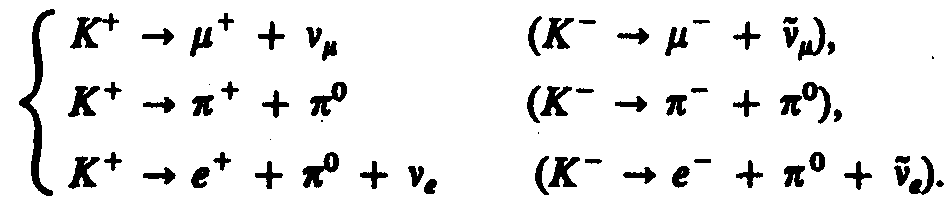 K⁺ → μ⁺ + ν_μ (K⁻ → μ⁻ + ν̃_μ),
K⁺ → π⁺ + π⁰ (K⁻ → π⁻ + π⁰),
K⁺ → e⁺ + π⁰ + ν_e (K⁻ → e⁻ + π⁰ + ν̃_e).